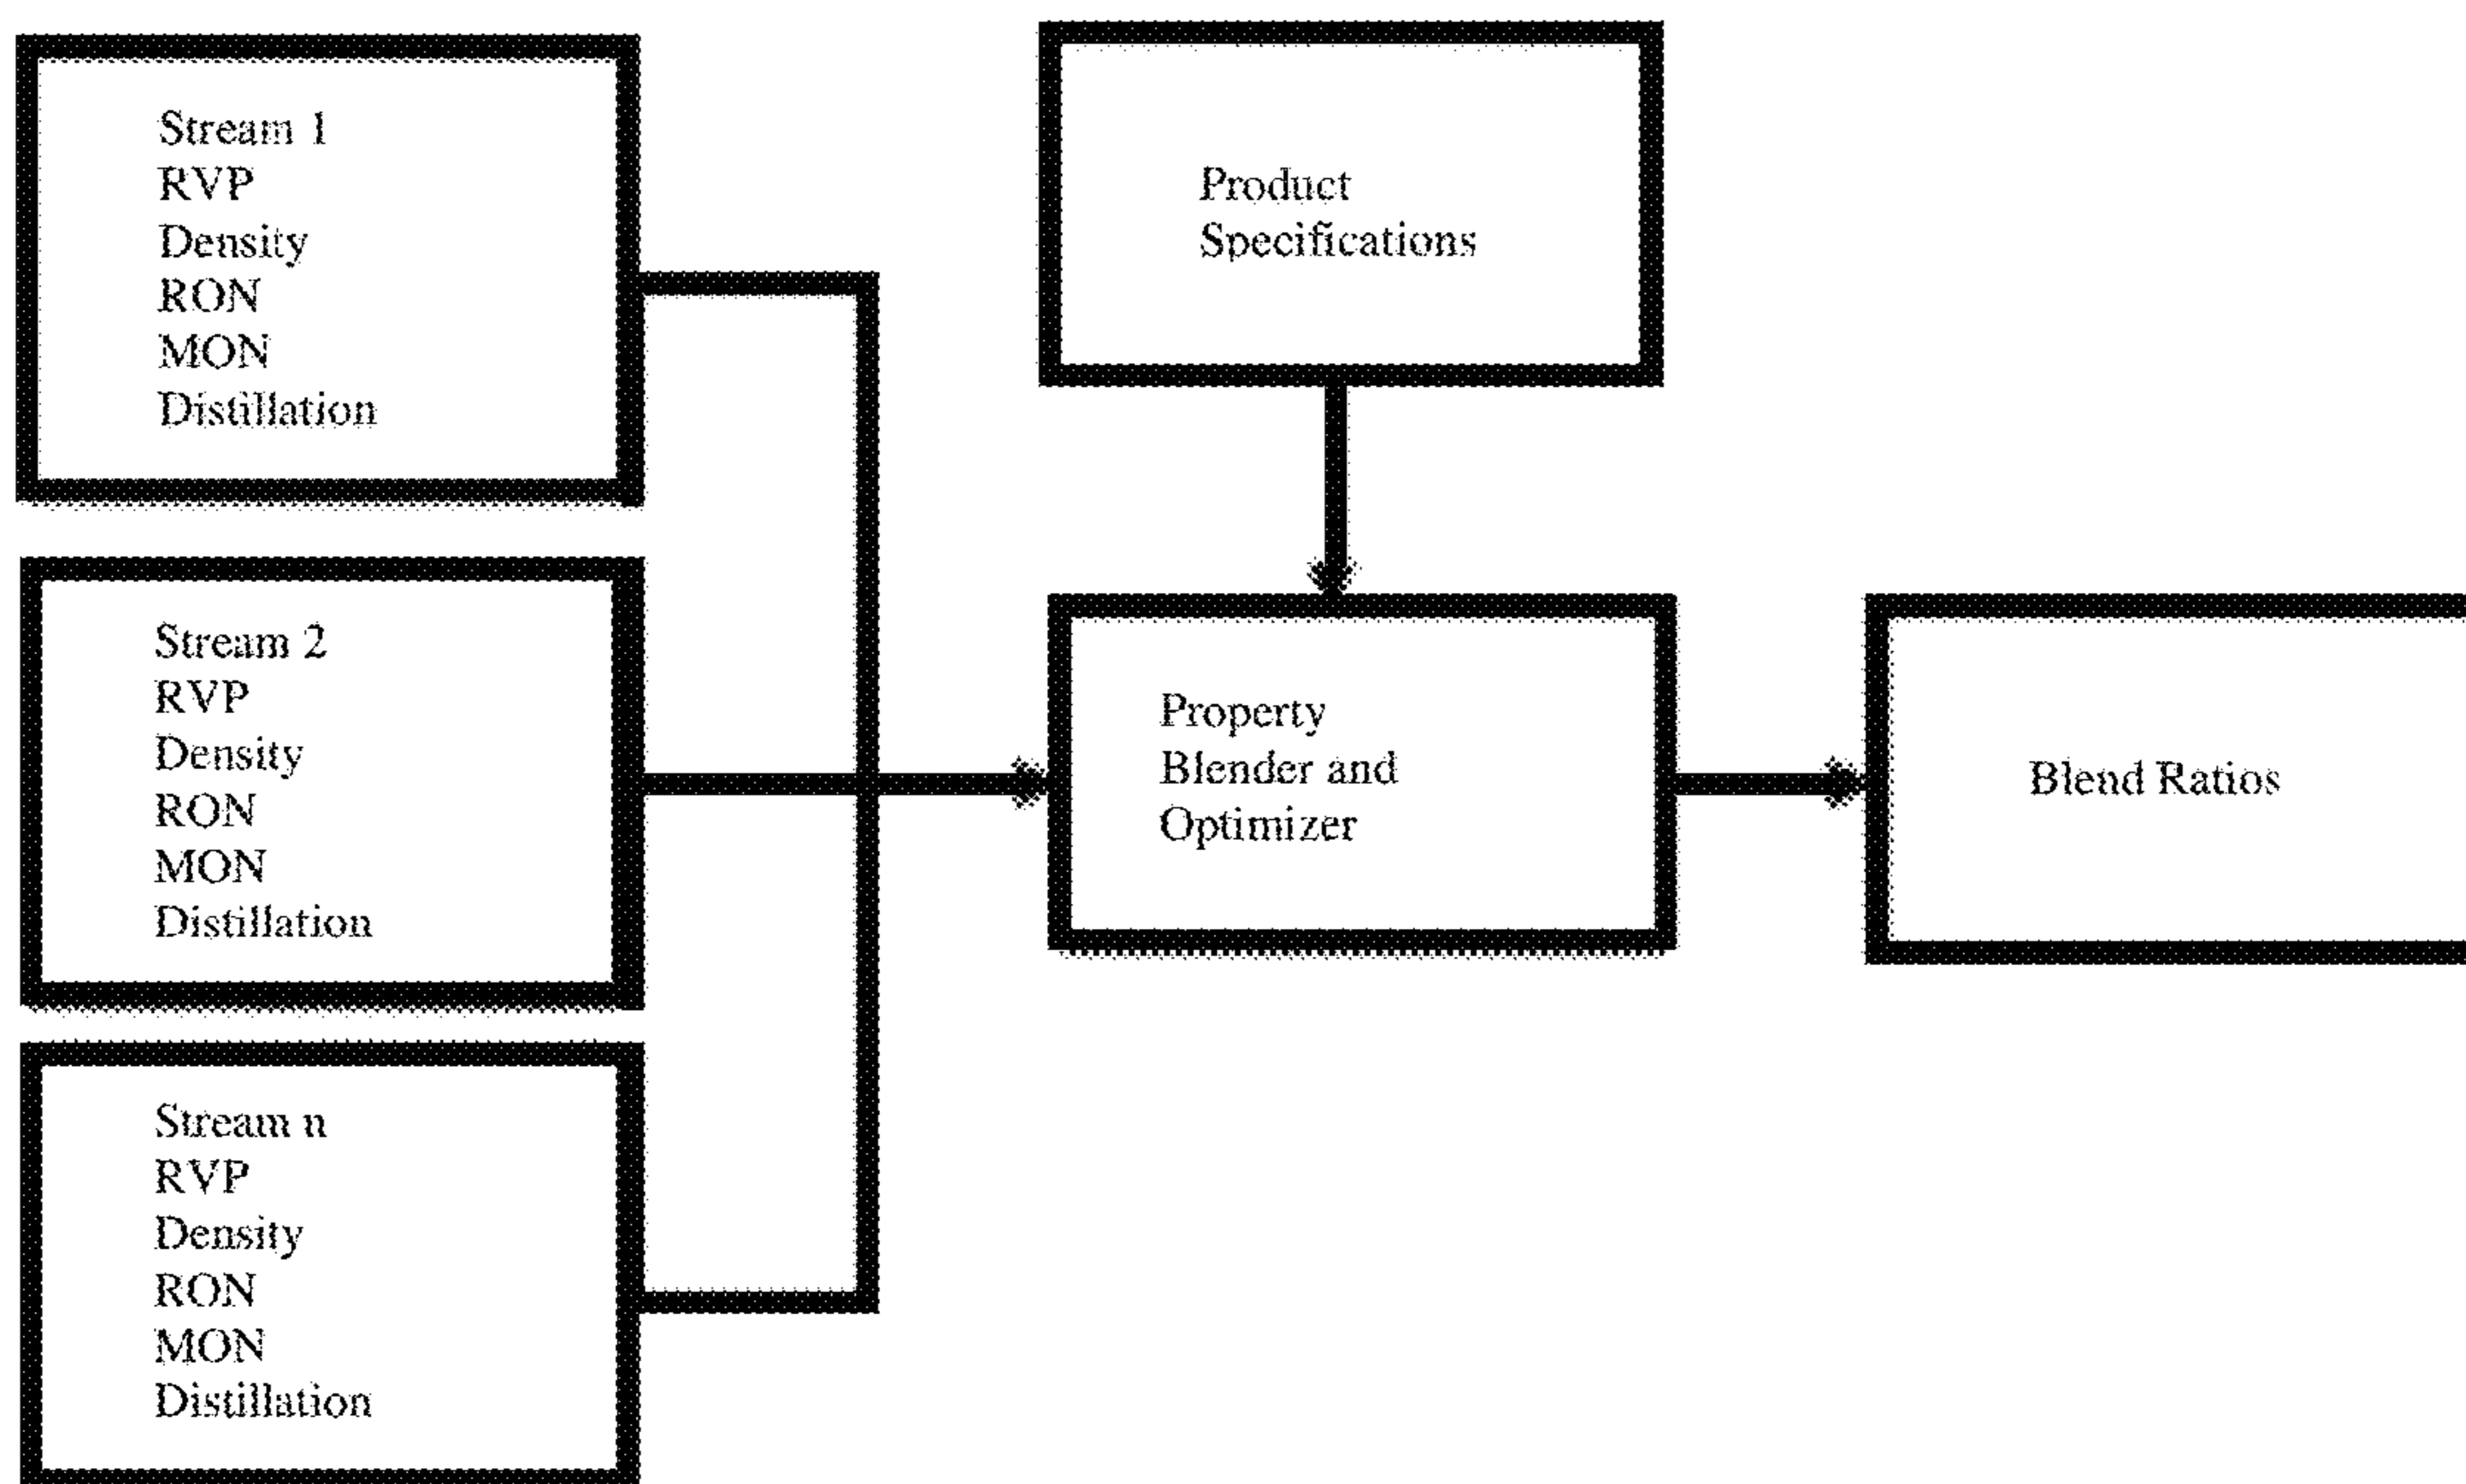 Stream 1
RVP
Density
RON
MON
Distillation
Product
Specifications
Stream 2
RVP
Density
RON
MON
Distillation
Property
Blender and
Optimizer
Blend Ratios
Stream n
RVP
Density
RON
MON
Distillation